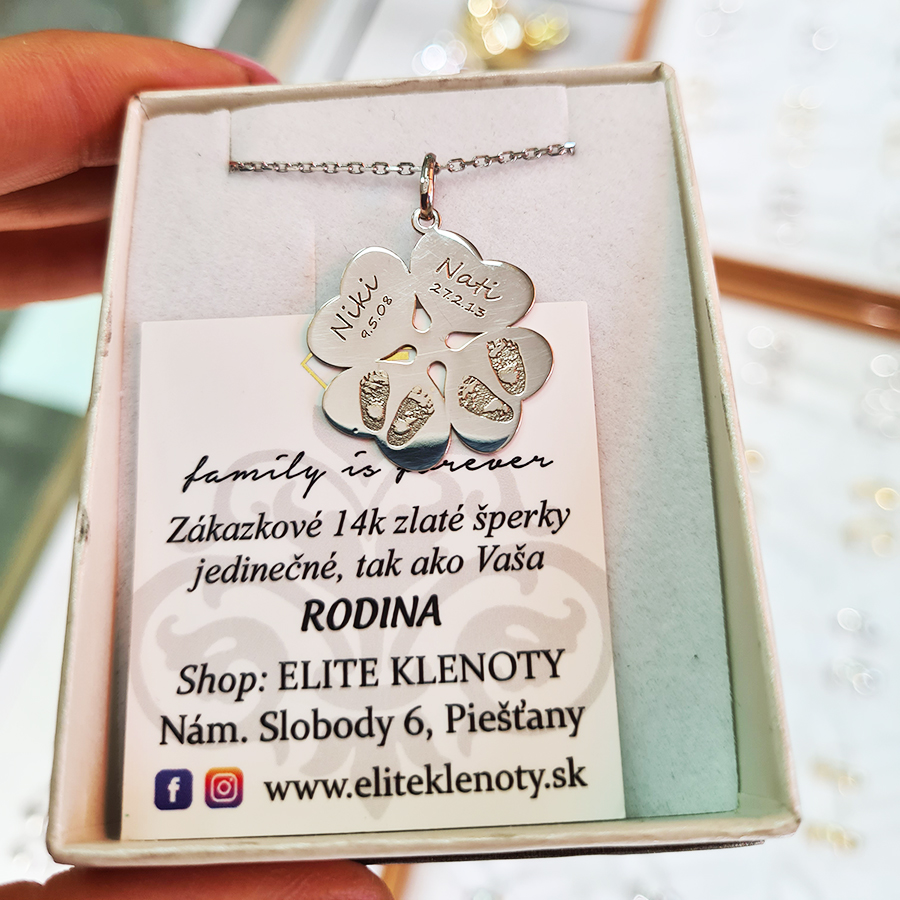 Niki
9.5.08
Nati
27.2.13
family is forever
Zákazkové 14k zlaté šperky
jedinečné, tak ako Vaša
RODINA
Shop: ELITE KLENOTY
Nám. Slobody 6, Piešťany
www.eliteklenoty.sk